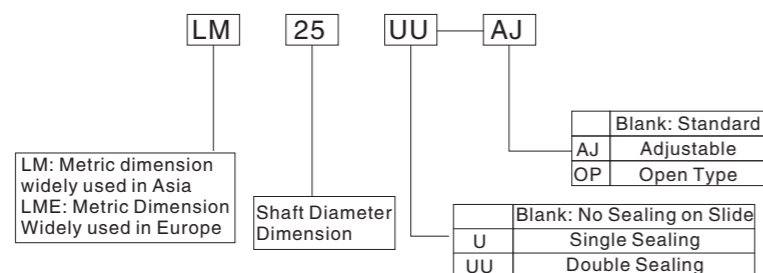 LM 25 UU AJ
Blank: Standard
AJ Adjustable
OP Open Type
LM: Metric dimension
widely used in Asia
LME: Metric Dimension
Widely used in Europe
Shaft Diameter
Dimension
Blank: No Sealing on Slide
U Single Sealing
UU Double Sealing